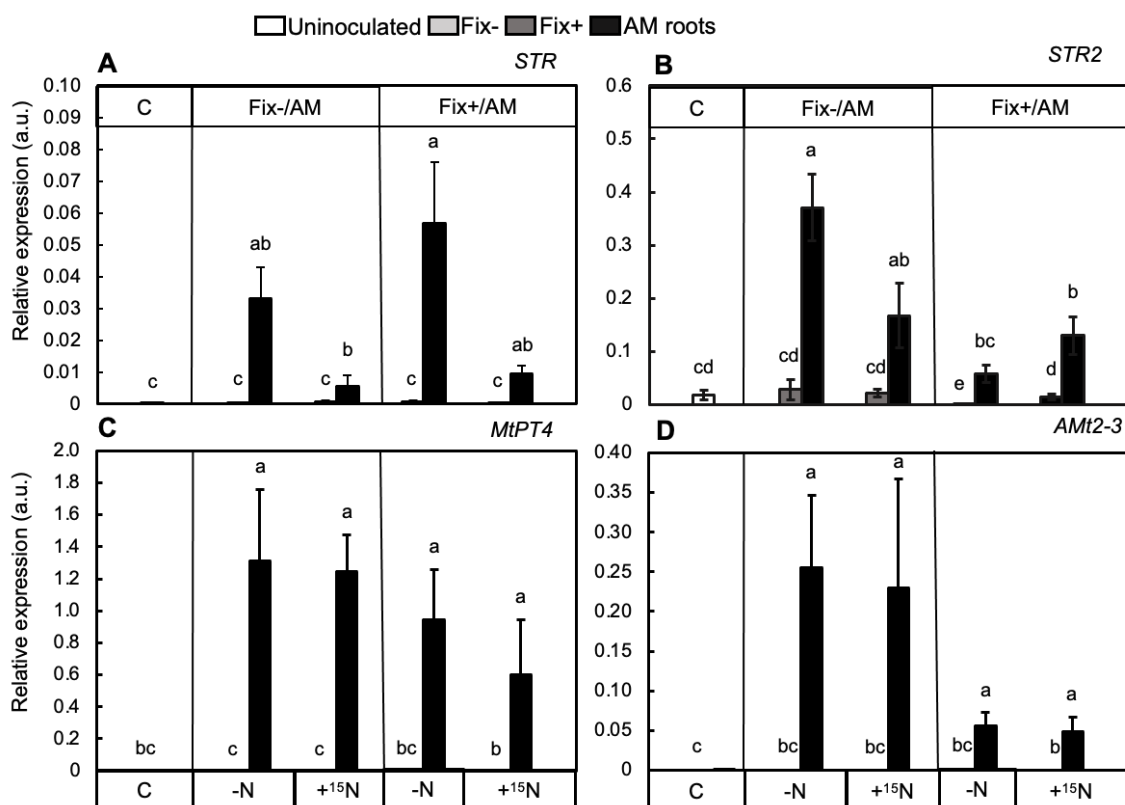 Uninoculated Fix- Fix+ AM roots
A STR
Relative expression (a.u.)
0.10
0.09
0.08
0.07
0.06
0.05
0.04
0.03
0.02
0.01
0
C Fix-/AM Fix+/AM
c c ab c b c a c ab
B STR2
0.6
0.5
0.4
0.3
0.2
0.1
0
C Fix-/AM Fix+/AM
cd cd a cd ab e bc d b
C MtPT4
Relative expression (a.u.)
2.0
1.8
1.6
1.4
1.2
1.0
0.8
0.6
0.4
0.2
0
bc c a c a bc a b a
C -N +¹⁵N -N +¹⁵N
D AMt2-3
0.40
0.35
0.30
0.25
0.20
0.15
0.10
0.05
0
c bc a bc a bc a b a
C -N +¹⁵N -N +¹⁵N